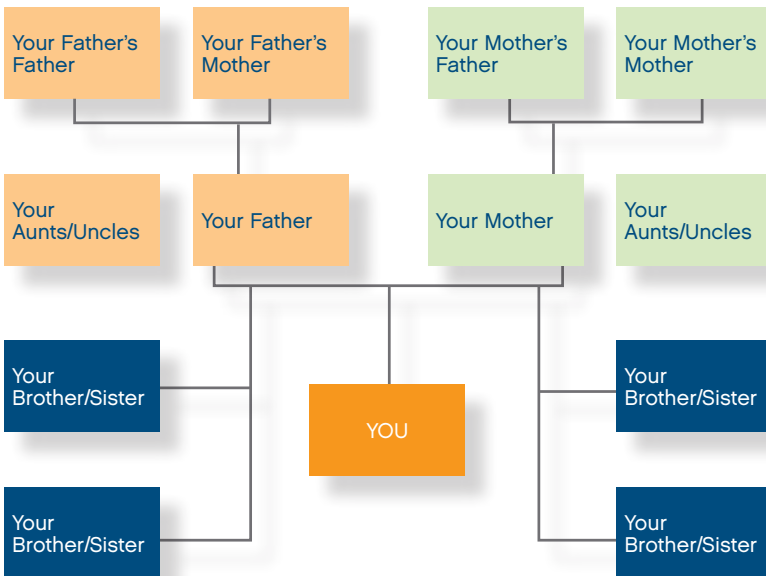 Your Father's
Father
Your Father's
Mother
Your Mother's
Father
Your Mother's
Mother
Your
Aunts/Uncles
Your Father
Your Mother
Your
Aunts/Uncles
Your
Brother/Sister
YOU
Your
Brother/Sister
Your
Brother/Sister
Your
Brother/Sister